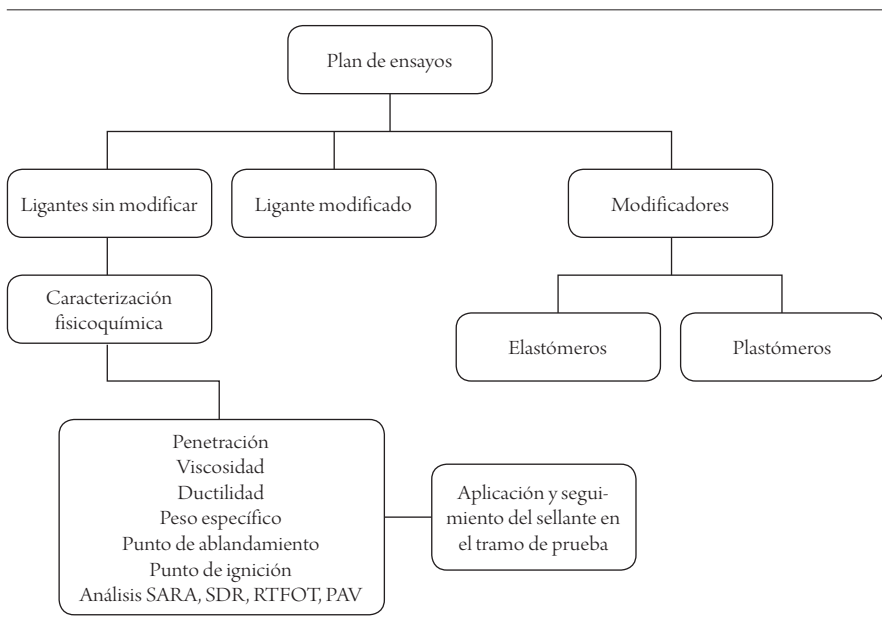 Plan de ensayos
Ligantes sin modificar
Ligante modificado
Modificadores
Caracterización
fisicoquímica
Elastómeros
Plastómeros
Penetración
Viscosidad
Ductilidad
Peso específico
Punto de ablandamiento
Punto de ignición
Análisis SARA, SDR, RTFOT, PAV
Aplicación y segui-
miento del sellante en
el tramo de prueba